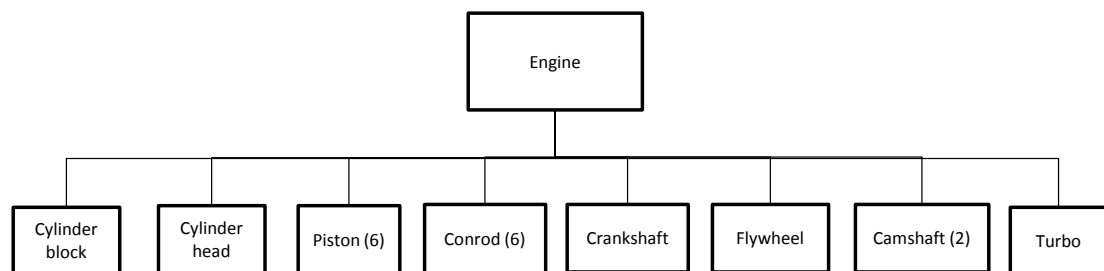 Engine
Cylinder
block
Cylinder
head
Piston (6)
Conrod (6)
Crankshaft
Flywheel
Camshaft (2)
Turbo